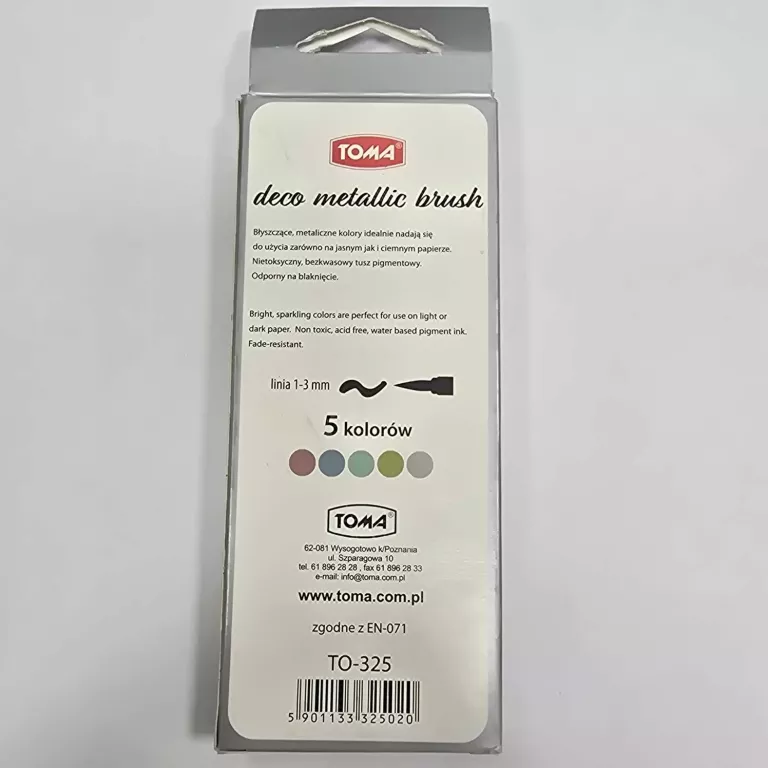 TOMA®
deco metallic brush
Błyszczące, metaliczne kolory idealnie nadają się
do użycia zarówno na jasnym jak i ciemnym papierze.
Nietoksyczny, bezkwasowy tusz pigmentowy.
Odporny na blaknięcie.
Bright, sparkling colors are perfect for use on light or
dark paper. Non toxic, acid free, water based pigment ink.
Fade-resistant.
linia 1-3 mm
5 kolorów
TOMA®
62-081 Wysogotowo k/Poznania
ul. Szparagowa 10
tel. 61 896 28 28 , fax 61 896 28 33
e-mail: info@toma.com.pl
www.toma.com.pl
zgodne z EN-071
TO-325
5 901133 325020